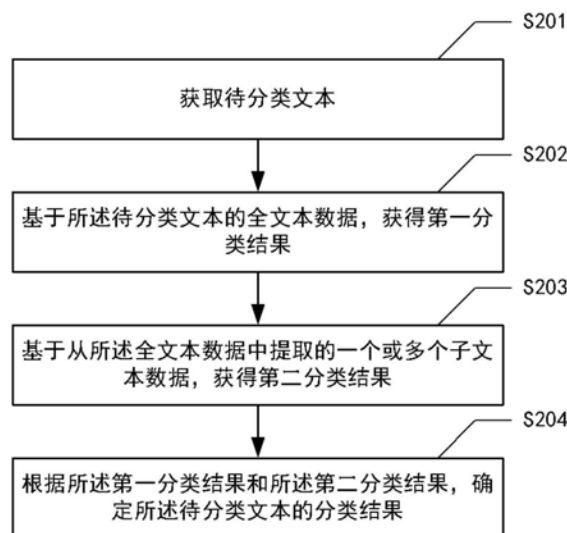 S201
获取待分类文本
S202
基于所述待分类文本的全文本数据，获得第一分
类结果
S203
基于从所述全文本数据中提取的一个或多个子文
本数据，获得第二分类结果
S204
根据所述第一分类结果和所述第二分类结果，确
定所述待分类文本的分类结果